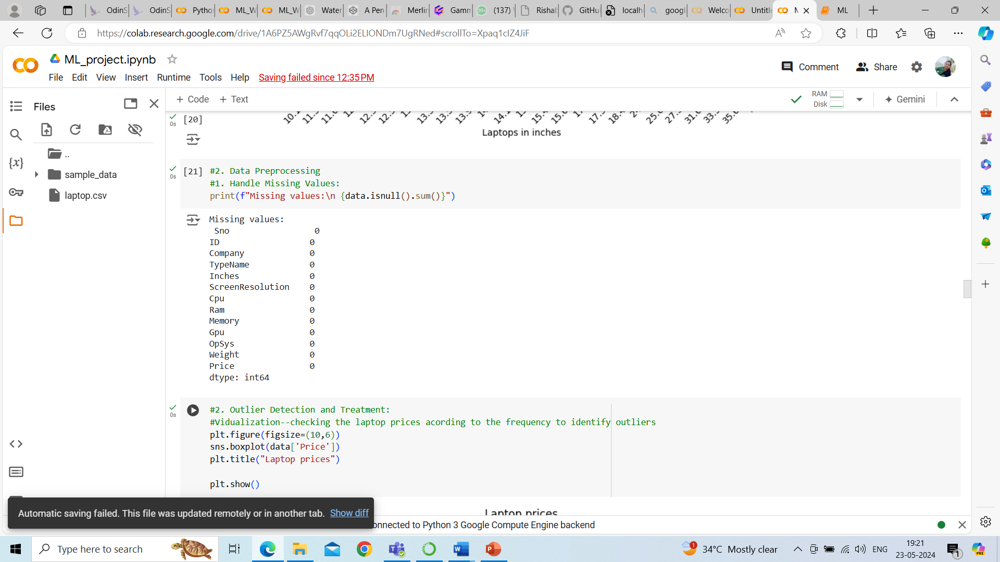 OdinS
OdinS
Pytho
ML_W
ML_W
Water
A Pen
Merlin
Gamm
(137)
Rishab
GitHu
localh
googl
Welco
Untitle
ML
https://colab.research.google.com/drive/1A6PZ5AWgRvf7qqOLi2ELIONDm7UgRNed#scrollTo=Xpaq1cIZ4JiF
ML_project.ipynb
Comment
Share
File Edit View Insert Runtime Tools Help Saving failed since 12:35 PM
Files
+ Code + Text
RAM
Disk
Gemini
[20]
0s
Laptops in inches
..
sample_data
laptop.csv
[21] #2. Data Preprocessing
0s
#1. Handle Missing Values:
print(f"Missing values:\n {data.isnull().sum()}")
Missing values:
Sno 0
ID 0
Company 0
TypeName 0
Inches 0
ScreenResolution 0
Cpu 0
Ram 0
Memory 0
Gpu 0
OpSys 0
Weight 0
Price 0
dtype: int64
0s
#2. Outlier Detection and Treatment:
#Vidualization--checking the laptop prices acording to the frequency to identify outliers
plt.figure(figsize=(10,6))
sns.boxplot(data['Price'])
plt.title("Laptop prices")
plt.show()
Laptop prices
Automatic saving failed. This file was updated remotely or in another tab. Show diff
onnected to Python 3 Google Compute Engine backend
Type here to search
34°C Mostly clear
ENG
19:21
23-05-2024